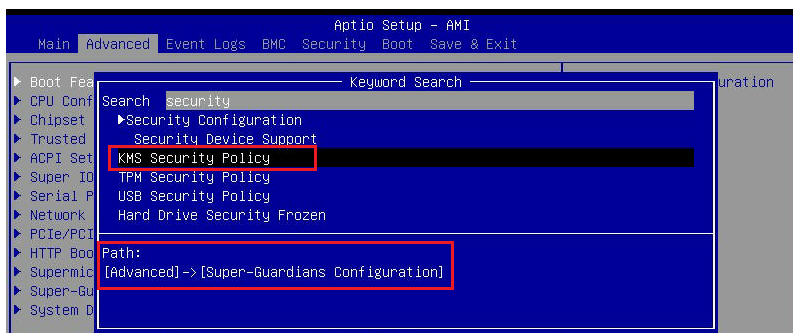 Aptio Setup - AMI
Main Advanced Event Logs BMC Security Boot Save & Exit
Boot Fea
Keyword Search
uration
CPU Conf
Search security
Chipset
Security Configuration
Trusted
Security Device Support
ACPI Set
KMS Security Policy
Super IO
TPM Security Policy
Serial P
USB Security Policy
Network
Hard Drive Security Frozen
PCIe/PCI
HTTP Boo
Path:
Supermic
[Advanced]->[Super-Guardians Configuration]
Super-Gu
System D